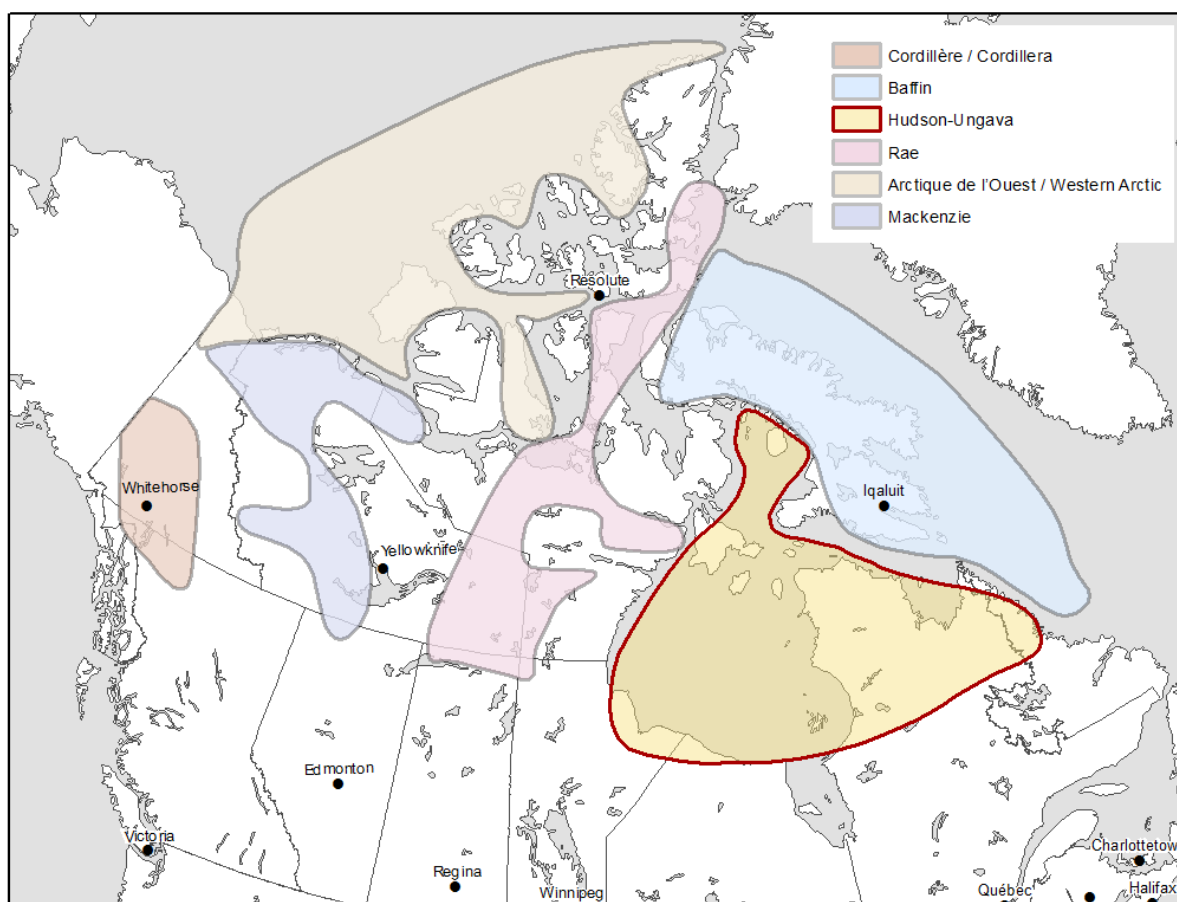 Cordillère / Cordillera
Baffin
Hudson-Ungava
Rae
Arctique de l'Ouest / Western Arctic
Mackenzie
Resolute
Whitehorse
Iqaluit
Yellowknife
Edmonton
Victoria
Regina
Winnipeg
Charlottetow
Québec
Halifax